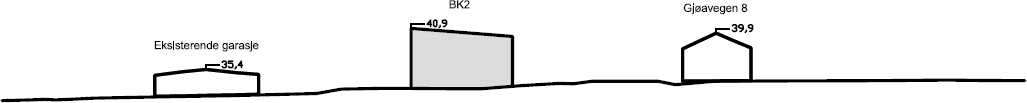 BK2
40,9
Gjøavegen 8
39,9
Eksisterende garasje
35,4